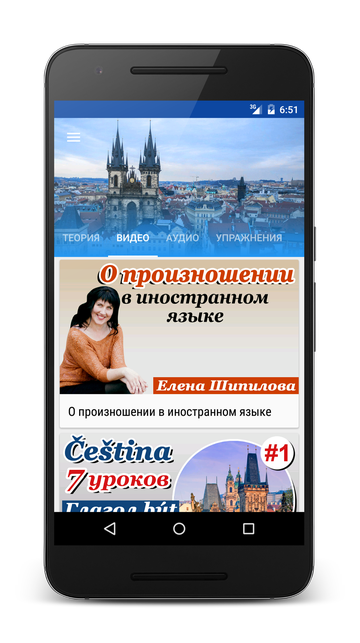 3G 6:51
ТЕОРИЯ ВИДЕО АУДИО УПРАЖНЕНИЯ
О произношении
в иностранном
языке
Елена Шипилова
О произношении в иностранном языке
Čeština
7 уроков
#1
Глагол být